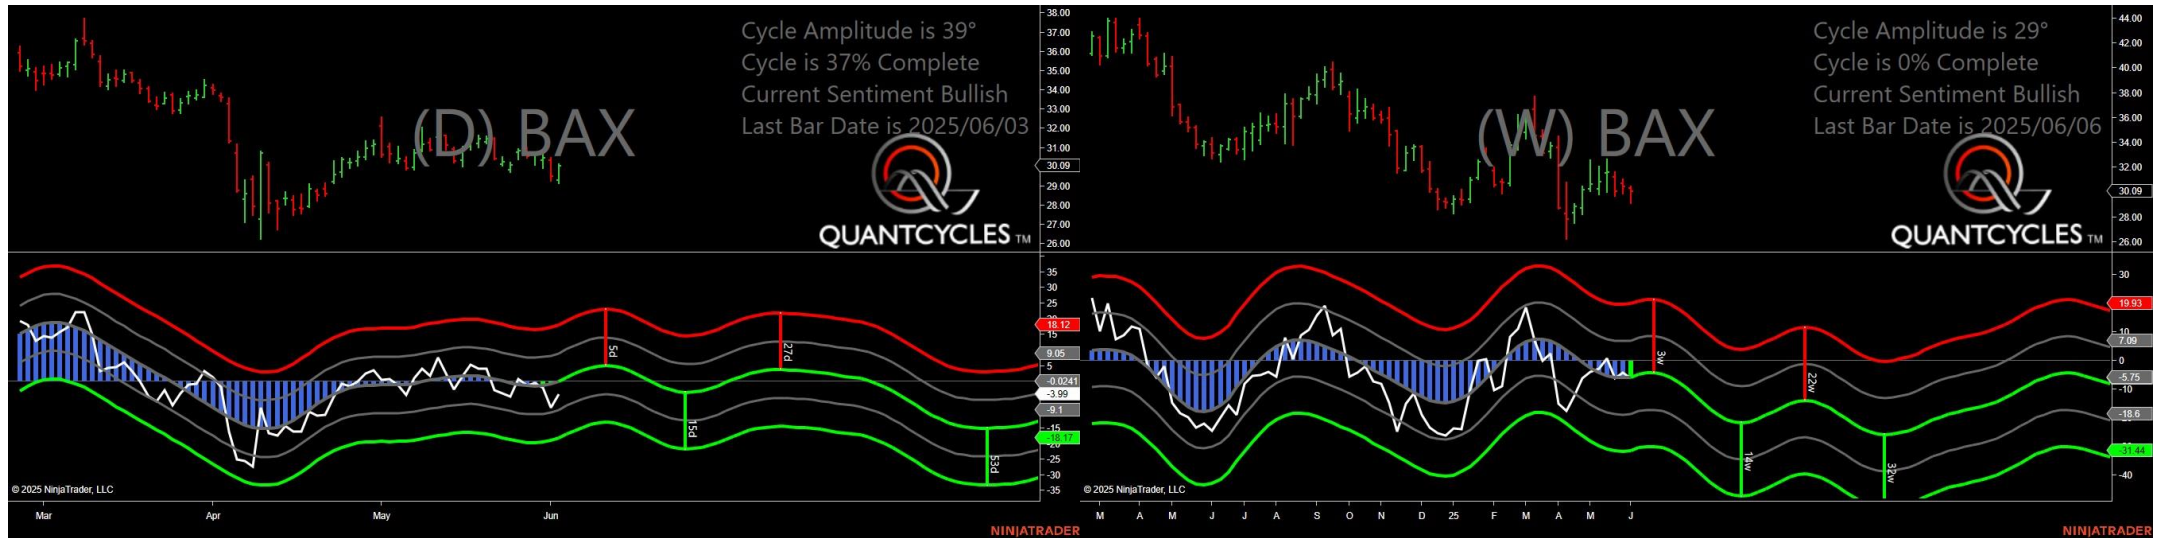 Cycle Amplitude is 39°
Cycle is 37% Complete
Current Sentiment Bullish
Last Bar Date is 2025/06/03
(D) BAX
QUANTCYCLES TM
38.00
37.00
36.00
35.00
34.00
33.00
32.00
31.00
30.09
29.00
28.00
27.00
26.00
35
30
25
18.12
15
9.05
5
-0.0241
-3.99
-9.1
-15
-18.17
-25
-30
-35
5d
15d
27d
53d
© 2025 NinjaTrader, LLC
Mar Apr May Jun
NINJATRADER
Cycle Amplitude is 29°
Cycle is 0% Complete
Current Sentiment Bullish
Last Bar Date is 2025/06/06
(W) BAX
QUANTCYCLES TM
44.00
42.00
40.00
38.00
36.00
34.00
32.00
30.09
28.00
26.00
30
19.93
10
7.09
0
-5.75
-10
-18.6
-31.44
-40
3w
14w
22w
32w
© 2025 NinjaTrader, LLC
M A M J J A S O N D 25 F M A M J
NINJATRADER